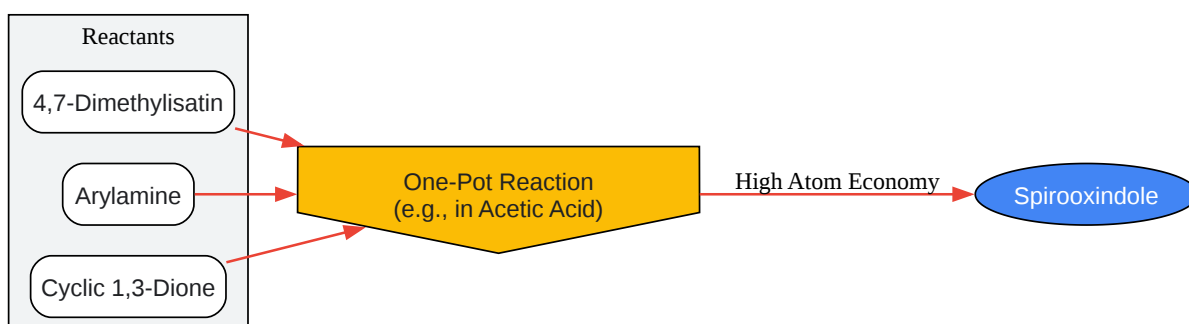 Reactants
4,7-Dimethylisatin
Arylamine
Cyclic 1,3-Dione
One-Pot Reaction
(e.g., in Acetic Acid)
High Atom Economy
Spirooxindole